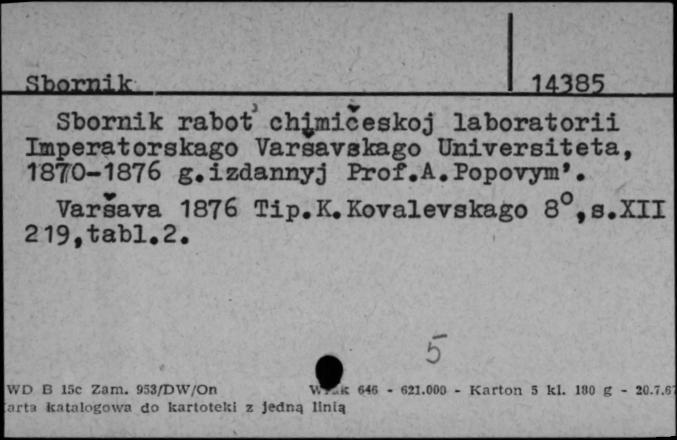 Sbornik 14385
Sbornik rabot' chimičeskoj laboratorii
Imperatorskago Varšavskago Universiteta,
1870-1876 g.izdannyj Prof.A.Popovym'.
Varšava 1876 Tip.K.Kovalevskago 8°,s.XII
219,tabl.2.
5
WD B 15c Zam. 953/DW/On 646 - 621.000 - Karton 5 kl. 180 g - 20.7.6
arta katalogowa do kartoteki z jedną linią